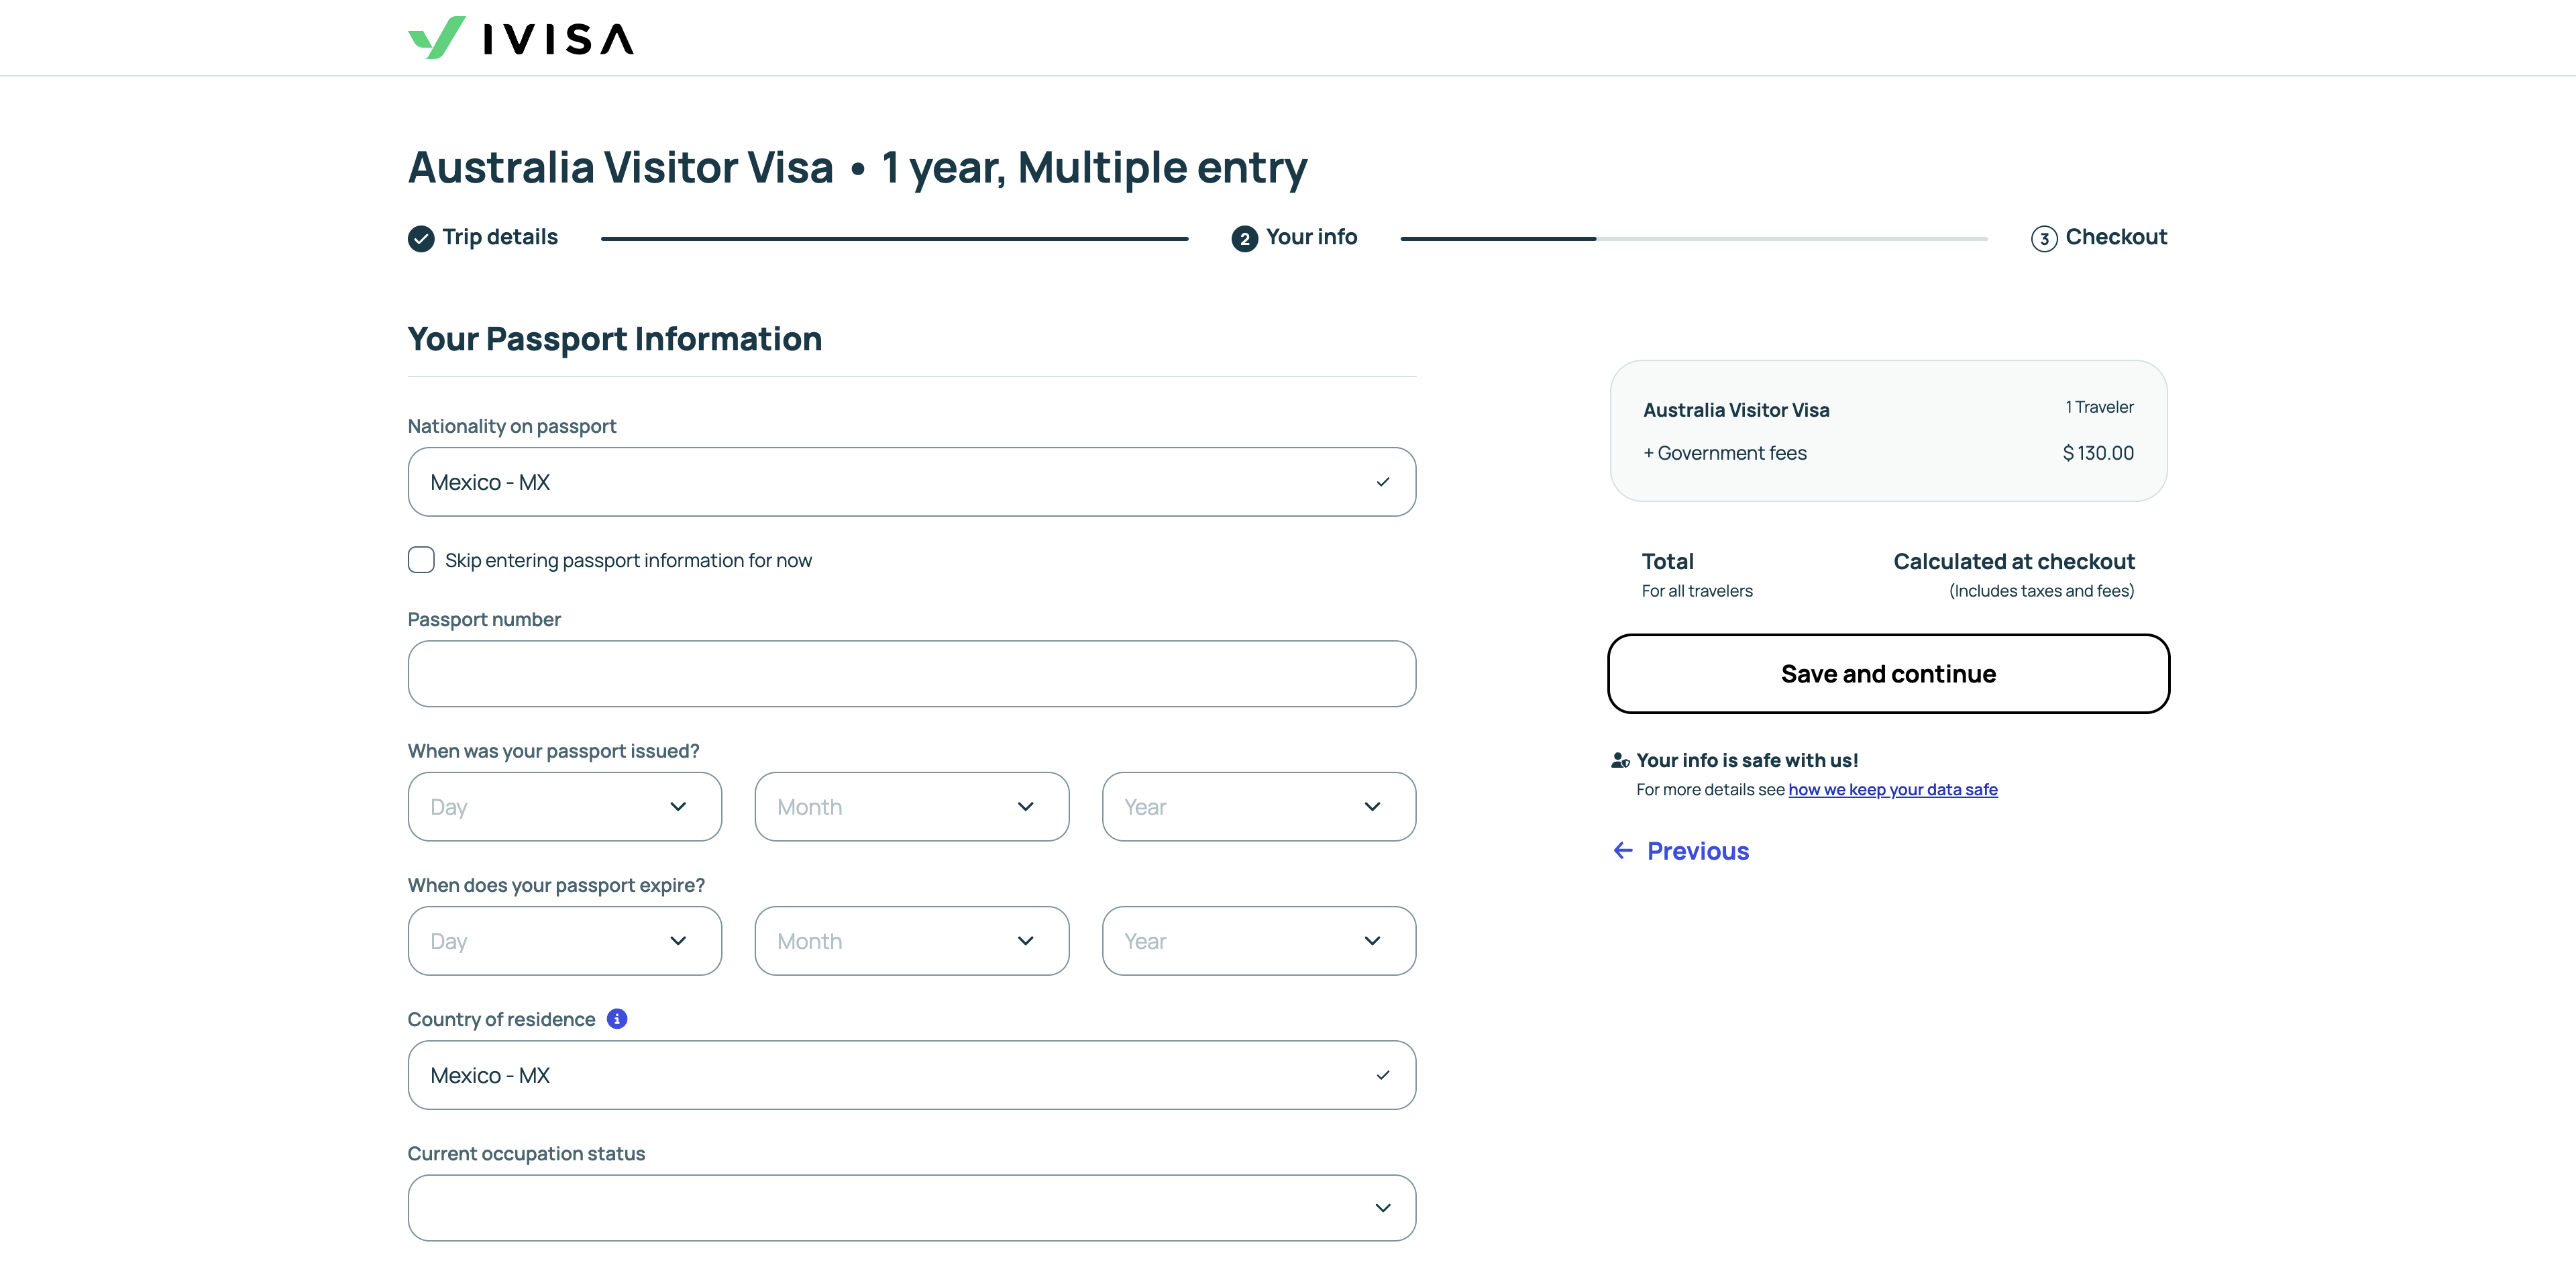 IVISA
Australia Visitor Visa • 1 year, Multiple entry
Trip details
2 Your info
3 Checkout
Your Passport Information
Nationality on passport
Mexico - MX
Skip entering passport information for now
Passport number
When was your passport issued?
Day Month Year
When does your passport expire?
Day Month Year
Country of residence i
Mexico - MX
Current occupation status
Australia Visitor Visa 1 Traveler
+ Government fees $ 130.00
Total Calculated at checkout
For all travelers (Includes taxes and fees)
Save and continue
Your info is safe with us!
For more details see how we keep your data safe
Previous